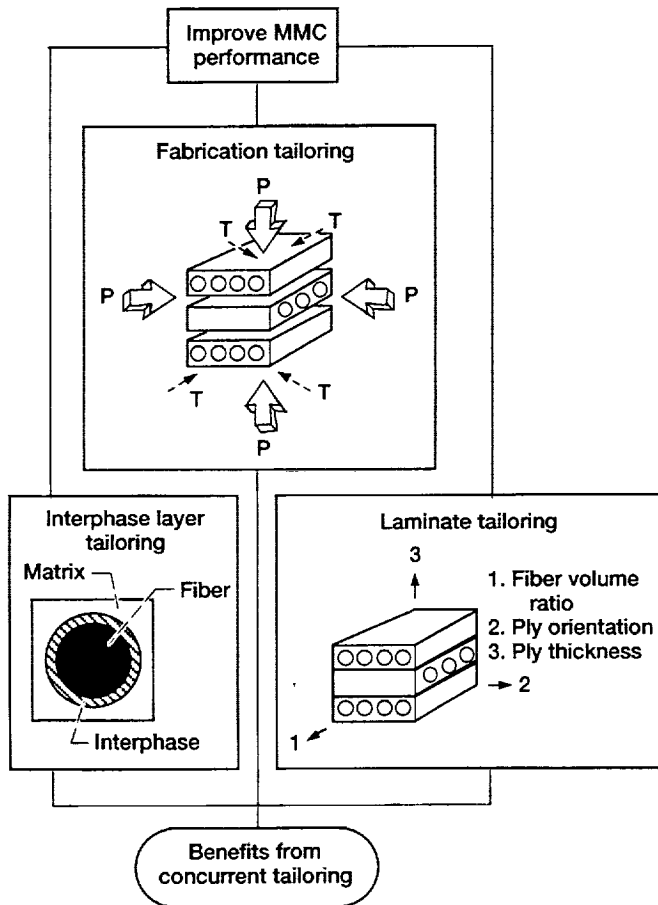 Improve MMC
performance
Fabrication tailoring
P
T
T
P
P
T
T
P
Interphase layer
tailoring
Matrix
Fiber
Interphase
Laminate tailoring
3
1. Fiber volume
ratio
2. Ply orientation
3. Ply thickness
2
1
Benefits from
concurrent tailoring